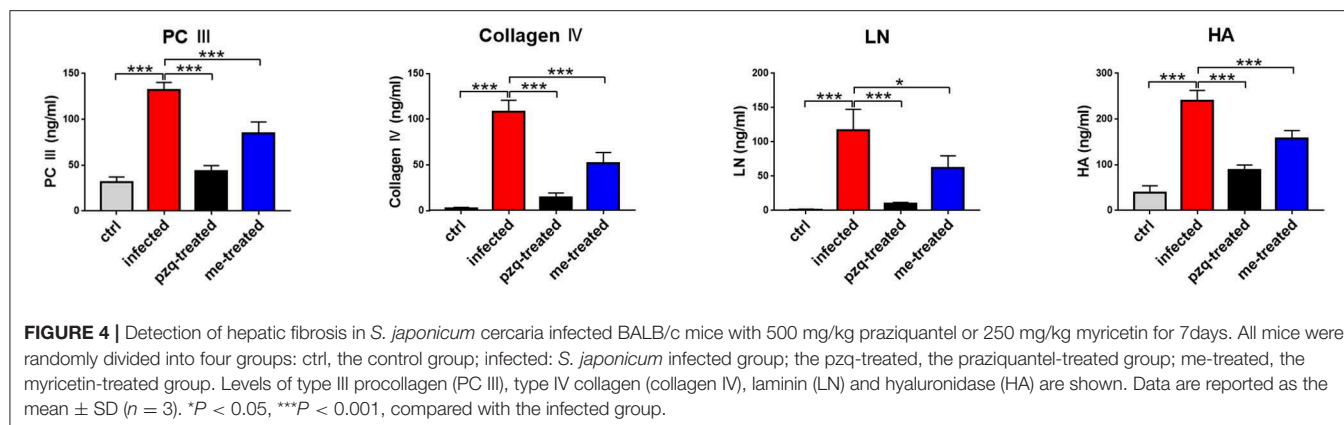 PC Ⅲ
***
***
***
PC Ⅲ (ng/ml)
150
100
50
0
ctrl
infected
pzq-treated
me-treated
Collagen Ⅳ
***
***
***
Collagen Ⅳ (ng/ml)
150
100
50
0
ctrl
infected
pzq-treated
me-treated
LN
*
***
***
LN (ng/ml)
200
150
100
50
0
ctrl
infected
pzq-treated
me-treated
HA
***
***
***
HA (ng/ml)
300
200
100
0
ctrl
infected
pzq-treated
me-treated
FIGURE 4 | Detection of hepatic fibrosis in S. japonicum cercaria infected BALB/c mice with 500 mg/kg praziquantel or 250 mg/kg myricetin for 7days. All mice were
randomly divided into four groups: ctrl, the control group; infected: S. japonicum infected group; the pzq-treated, the praziquantel-treated group; me-treated, the
myricetin-treated group. Levels of type III procollagen (PC III), type IV collagen (collagen IV), laminin (LN) and hyaluronidase (HA) are shown. Data are reported as the
mean ± SD (n = 3). *P < 0.05, ***P < 0.001, compared with the infected group.